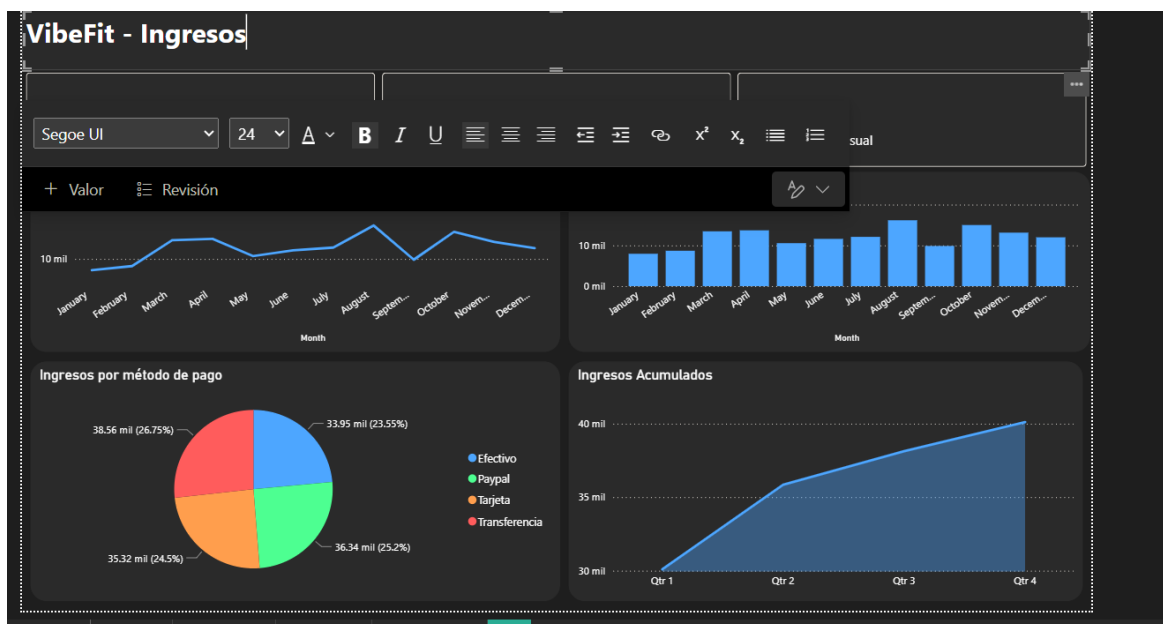 VibeFit - Ingresos
Segoe UI
24
A
B
I
U
x²
x₂
sual
+ Valor
Revisión
10 mil
January
February
March
April
May
June
July
August
Septem...
October
Novem...
Decem...
Month
10 mil
0 mil
January
February
March
April
May
June
July
August
Septem...
October
Novem...
Decem...
Month
Ingresos por método de pago
38.56 mil (26.75%)
33.95 mil (23.55%)
35.32 mil (24.5%)
36.34 mil (25.2%)
Efectivo
Paypal
Tarjeta
Transferencia
Ingresos Acumulados
40 mil
35 mil
30 mil
Qtr 1
Qtr 2
Qtr 3
Qtr 4